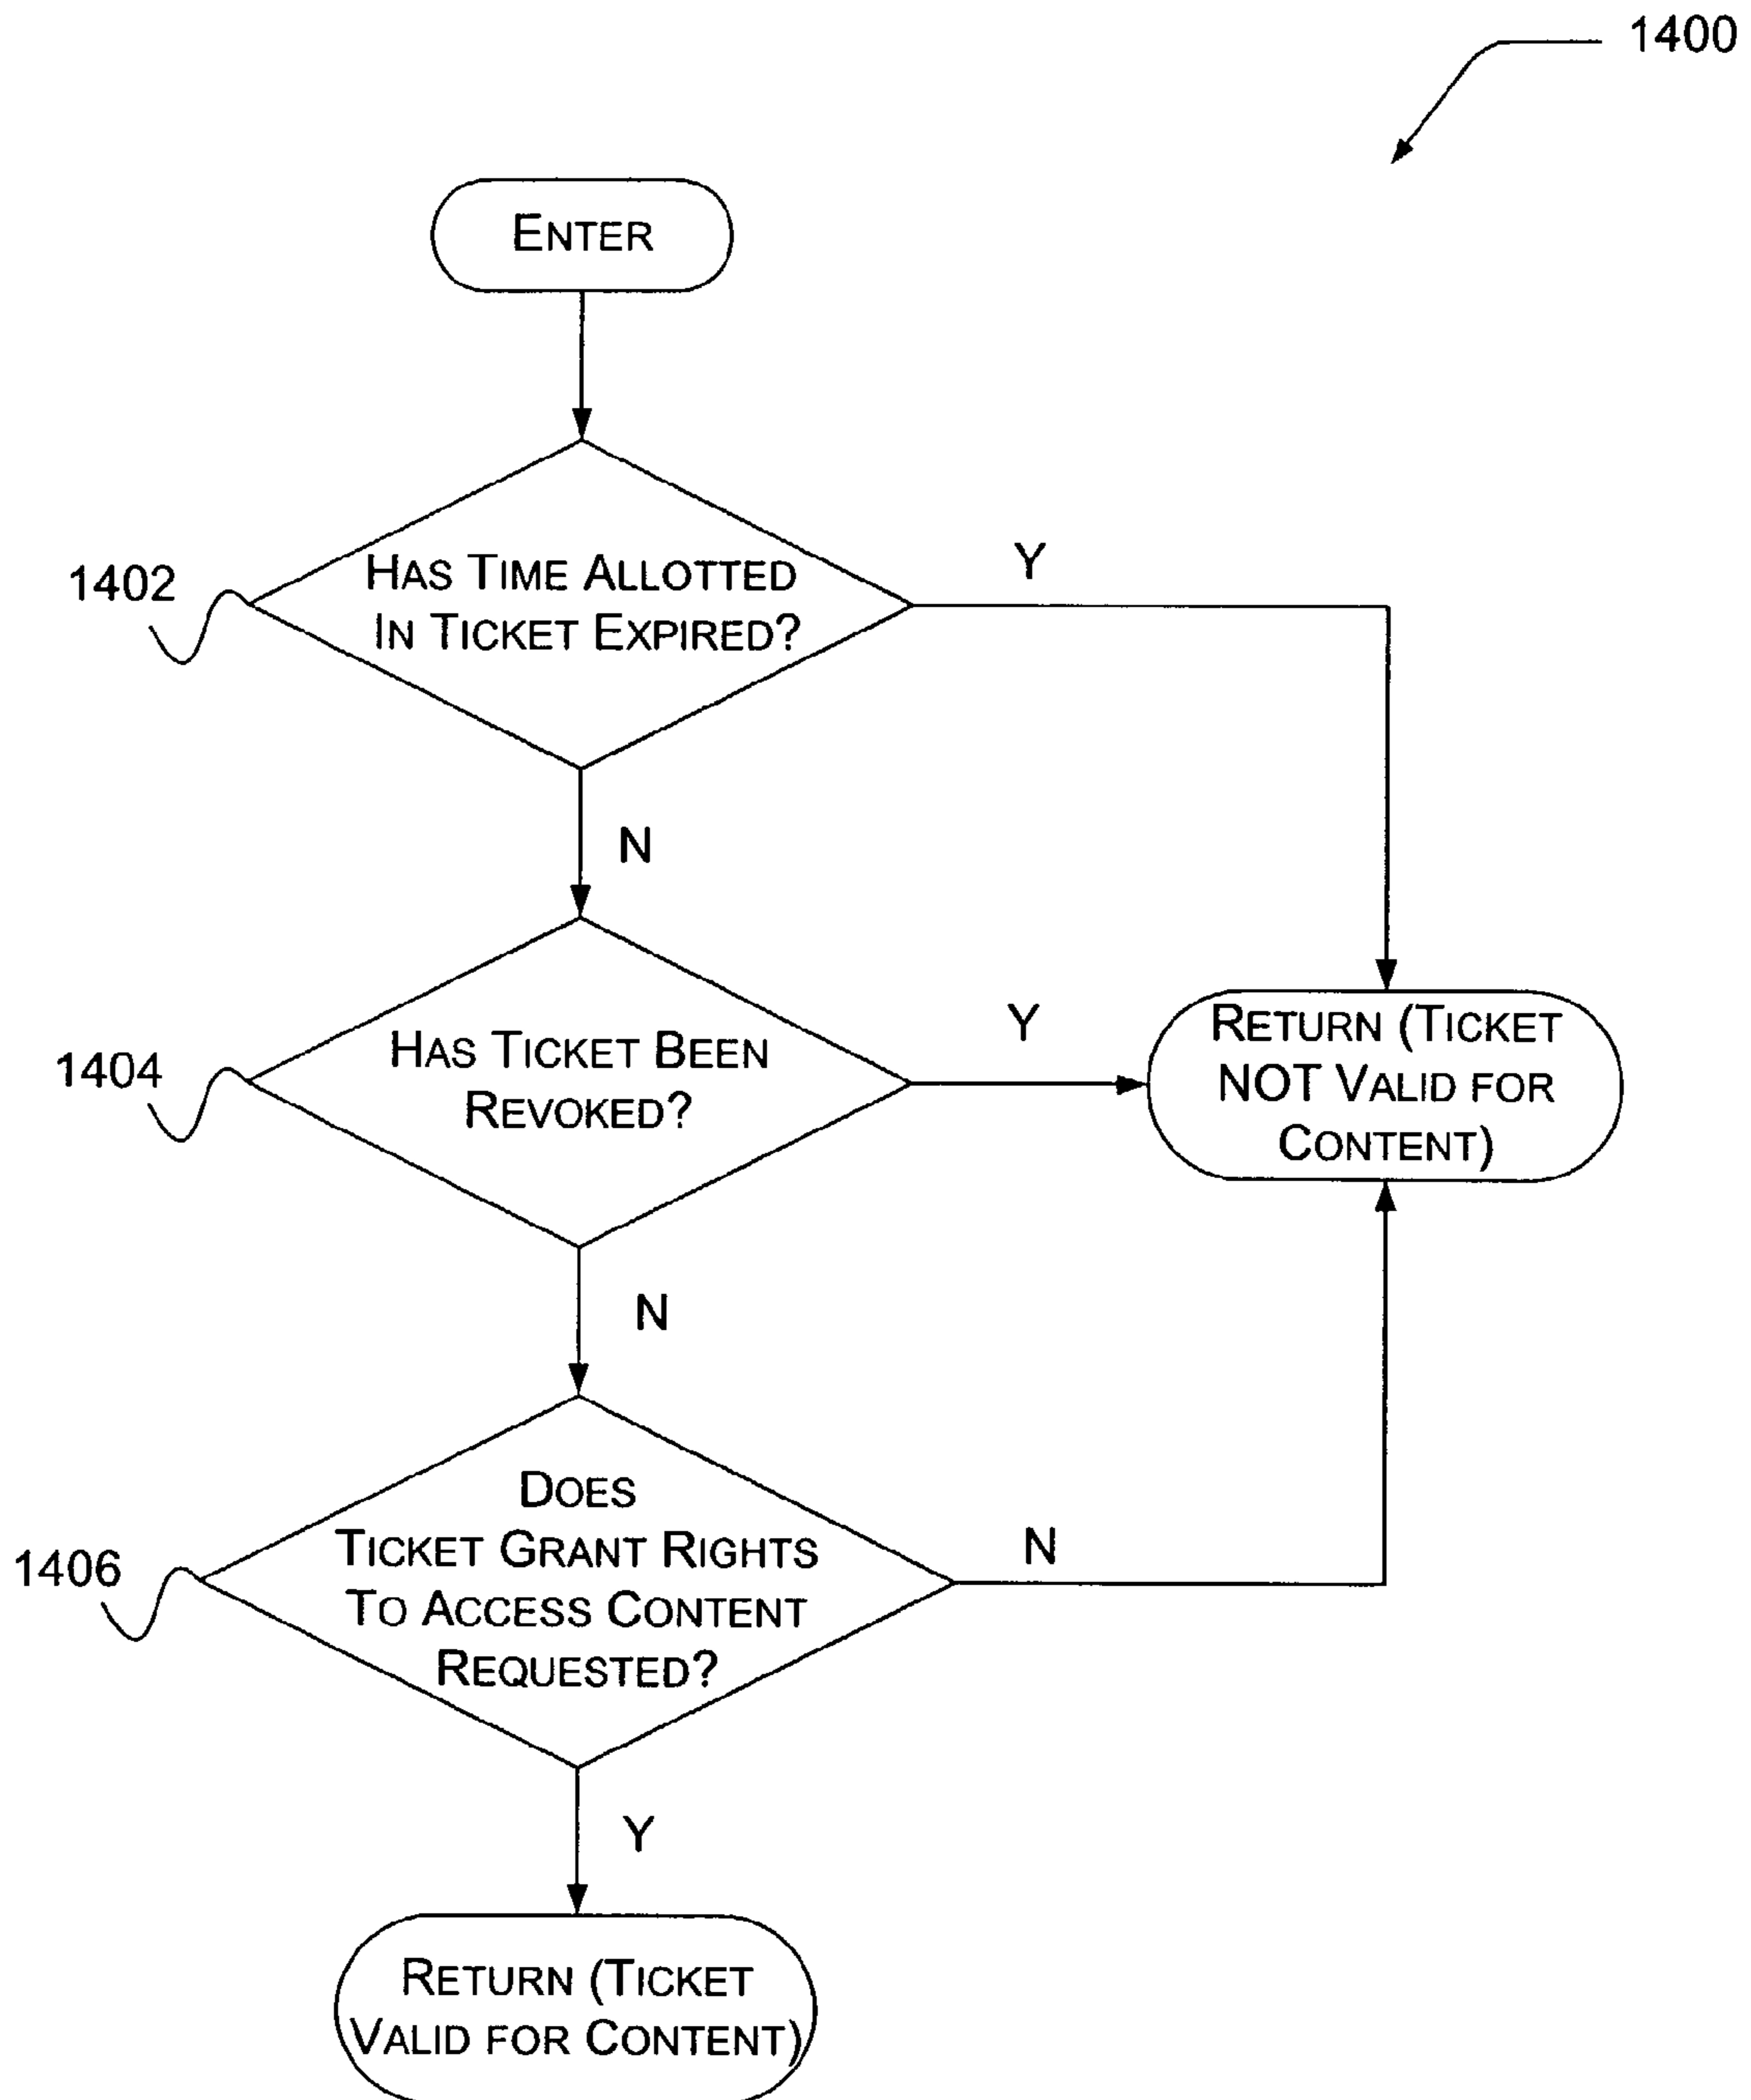 1400
ENTER
1402
HAS TIME ALLOTTED
IN TICKET EXPIRED?
Y
N
1404
HAS TICKET BEEN
REVOKED?
Y
RETURN (TICKET
NOT VALID FOR
CONTENT)
N
1406
DOES
TICKET GRANT RIGHTS
TO ACCESS CONTENT
REQUESTED?
N
Y
RETURN (TICKET
VALID FOR CONTENT)